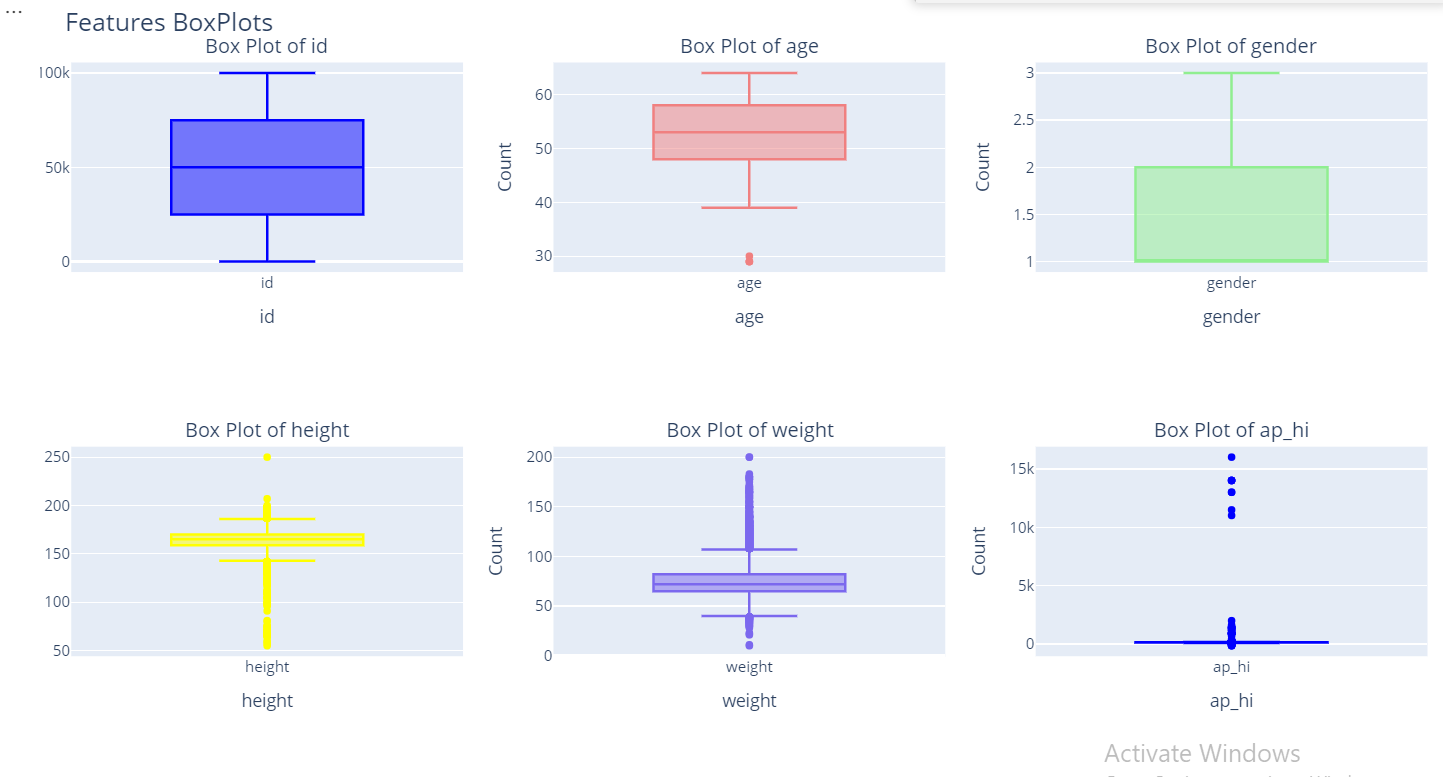 ...
Features BoxPlots
Box Plot of id
Box Plot of age
Box Plot of gender
100k
50k
0
id
id
Count
60
50
40
30
age
age
Count
3
2.5
2
1.5
1
gender
gender
Box Plot of height
Box Plot of weight
Box Plot of ap_hi
250
200
150
100
50
height
height
Count
200
150
100
50
0
weight
weight
Count
15k
10k
5k
0
ap_hi
ap_hi
Activate Windows